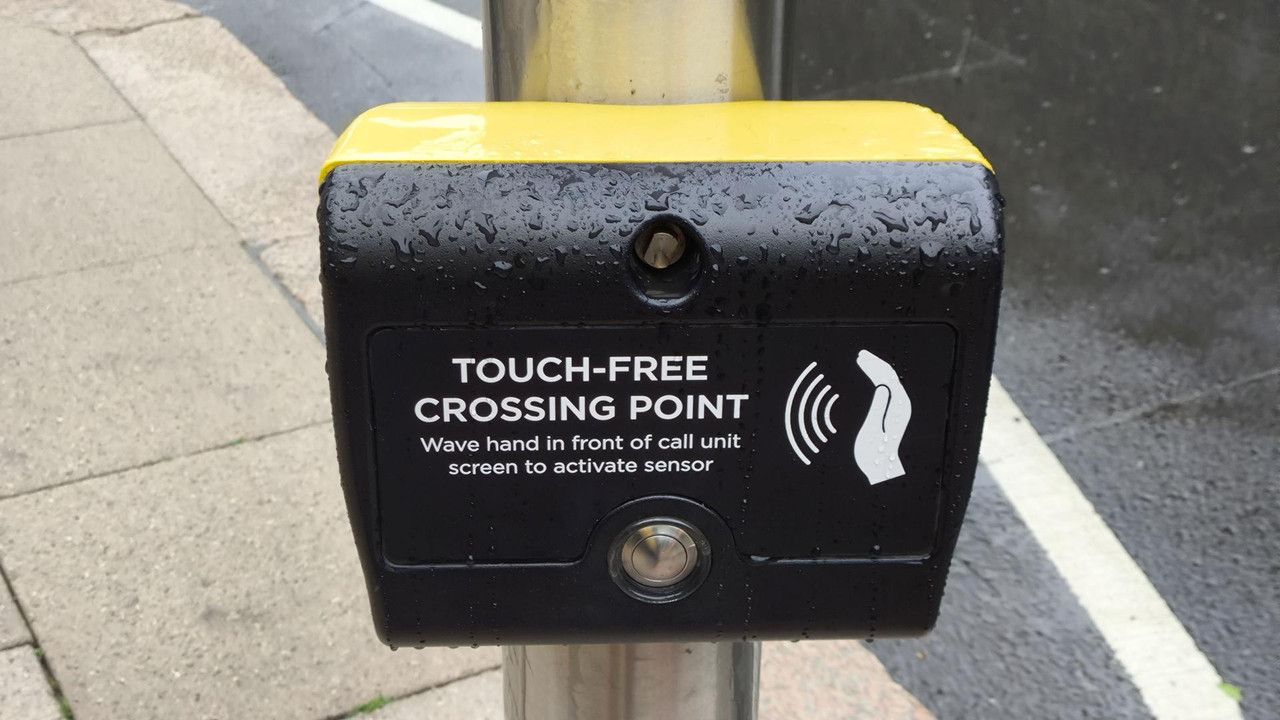 TOUCH-FREE
CROSSING POINT
Wave hand in front of call unit
screen to activate sensor